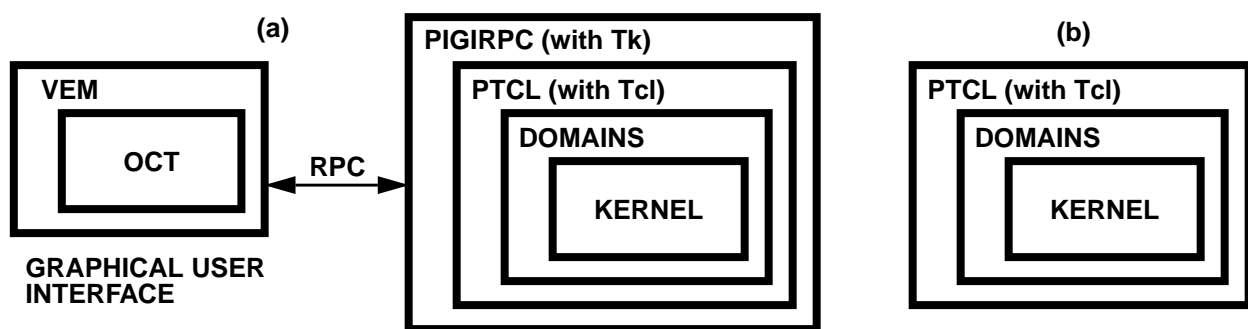 (a)
VEM
OCT
GRAPHICAL USER
INTERFACE
RPC
PIGIRPC (with Tk)
PTCL (with Tcl)
DOMAINS
KERNEL
(b)
PTCL (with Tcl)
DOMAINS
KERNEL